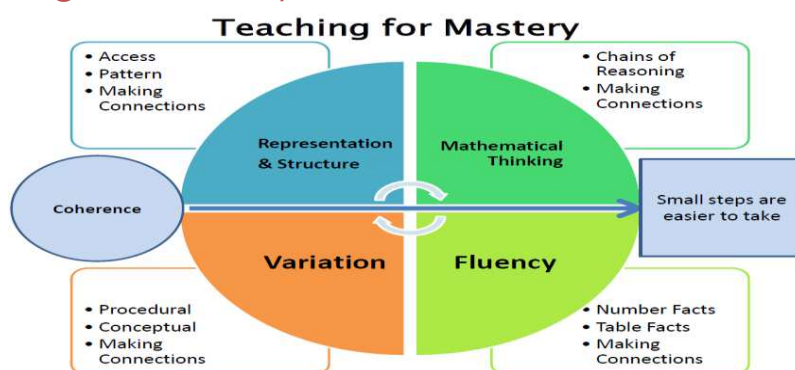 Teaching for Mastery
• Access
• Pattern
• Making
Connections
• Chains of
Reasoning
• Making
Connections
Representation
& Structure
Mathematical
Thinking
Coherence
Small steps are
easier to take
Variation
Fluency
• Procedural
• Conceptual
• Making
Connections
• Number Facts
• Table Facts
• Making
Connections